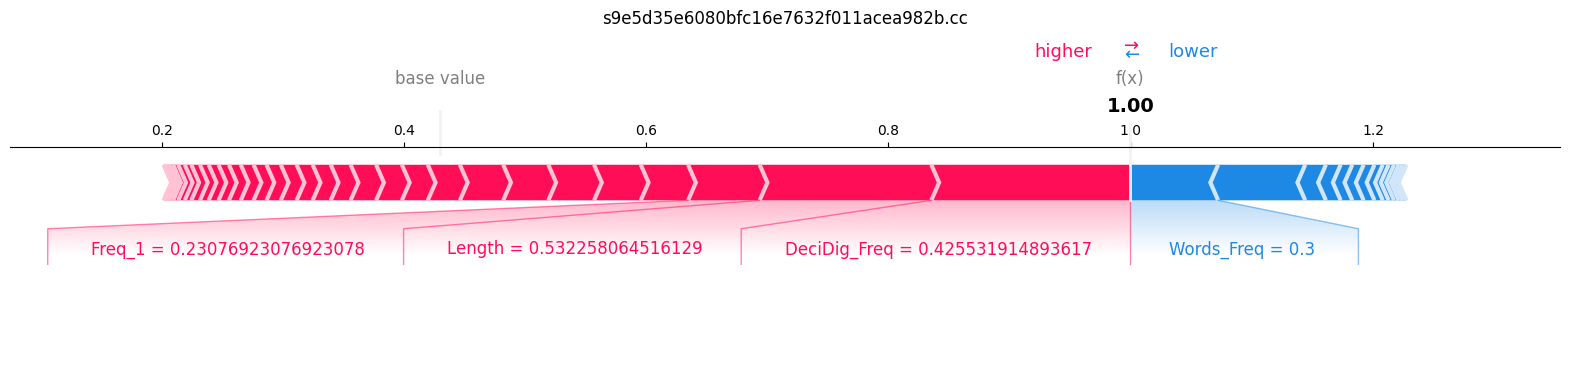 s9e5d35e6080bfc16e7632f011acea982b.cc
higher ⇄ lower
base value f(x)
1.00
0.2 0.4 0.6 0.8 1.0 1.2
Freq_1 = 0.23076923076923078 Length = 0.532258064516129 DeciDig_Freq = 0.425531914893617 Words_Freq = 0.3